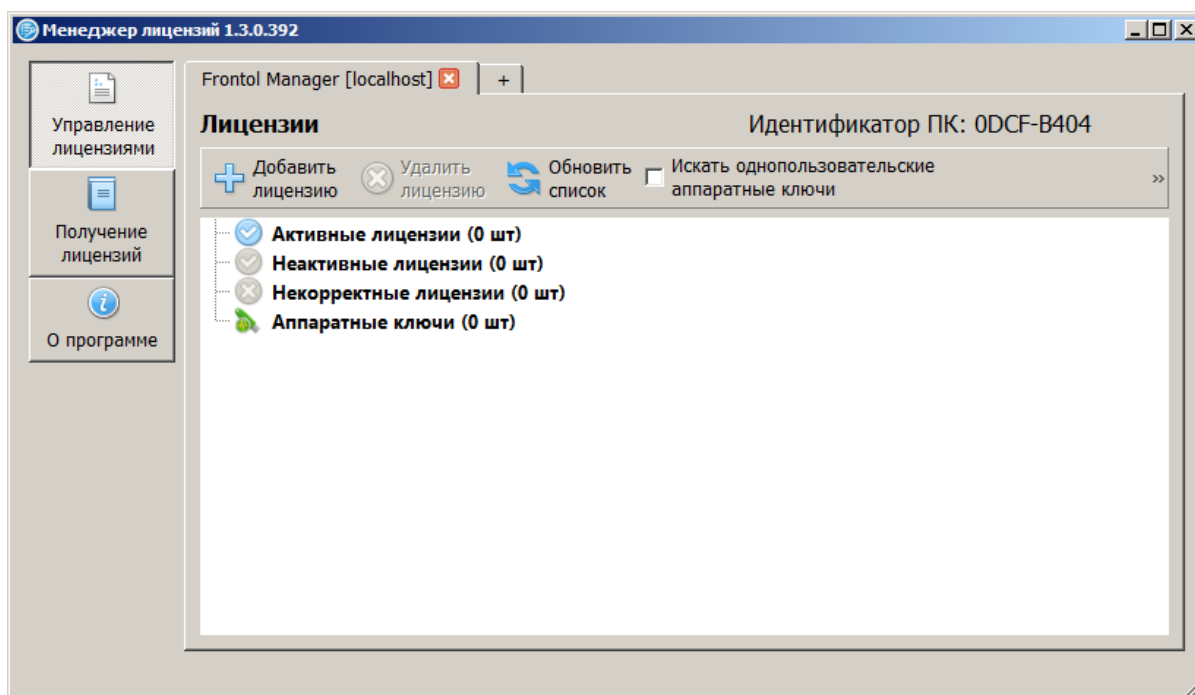 Менеджер лицензий 1.3.0.392
Frontol Manager [localhost] +
Управление
лицензиями
Получение
лицензий
О программе
Лицензии Идентификатор ПК: 0DCF-B404
Добавить
лицензию
Удалить
лицензию
Обновить
список
Искать однопользовательские
аппаратные ключи
»
Активные лицензии (0 шт)
Неактивные лицензии (0 шт)
Некорректные лицензии (0 шт)
Аппаратные ключи (0 шт)